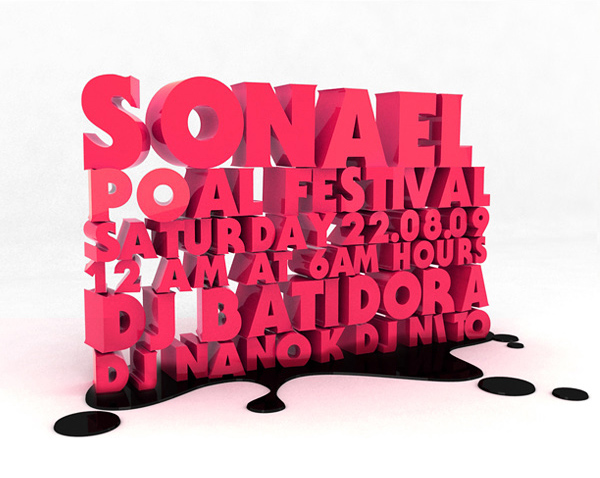 SONAEL
POAL FESTIVAL
SATURDAY 22.08.09
12 AM AT 6AM HOURS
DJ BATIDORA
DJ NANO K DJ NITO